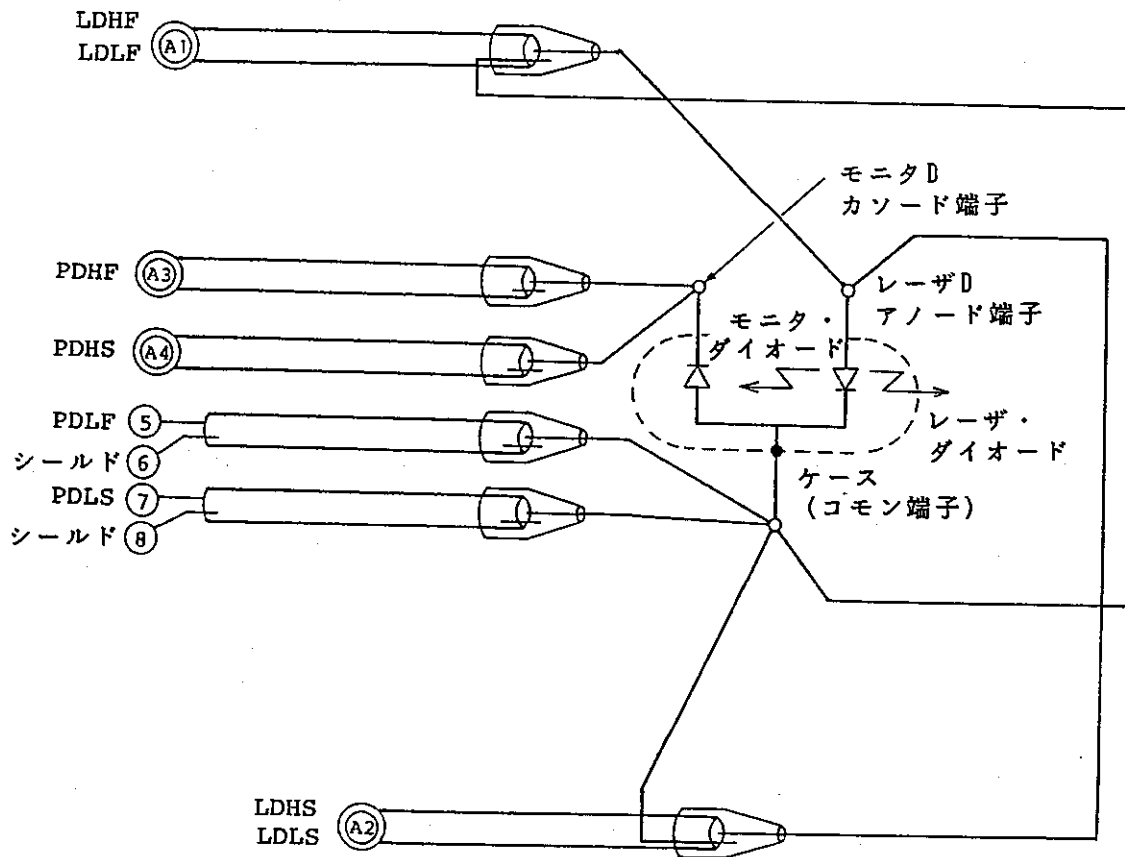 LDHF
LDLF
A1
モニタD
カソード端子
PDHF
A3
レーザD
アノード端子
モニタ・
ダイオード
PDHS
A4
PDLF
5
シールド
6
レーザ・
ダイオード
PDLS
7
シールド
8
ケース
(コモン端子)
LDHS
LDLS
A2